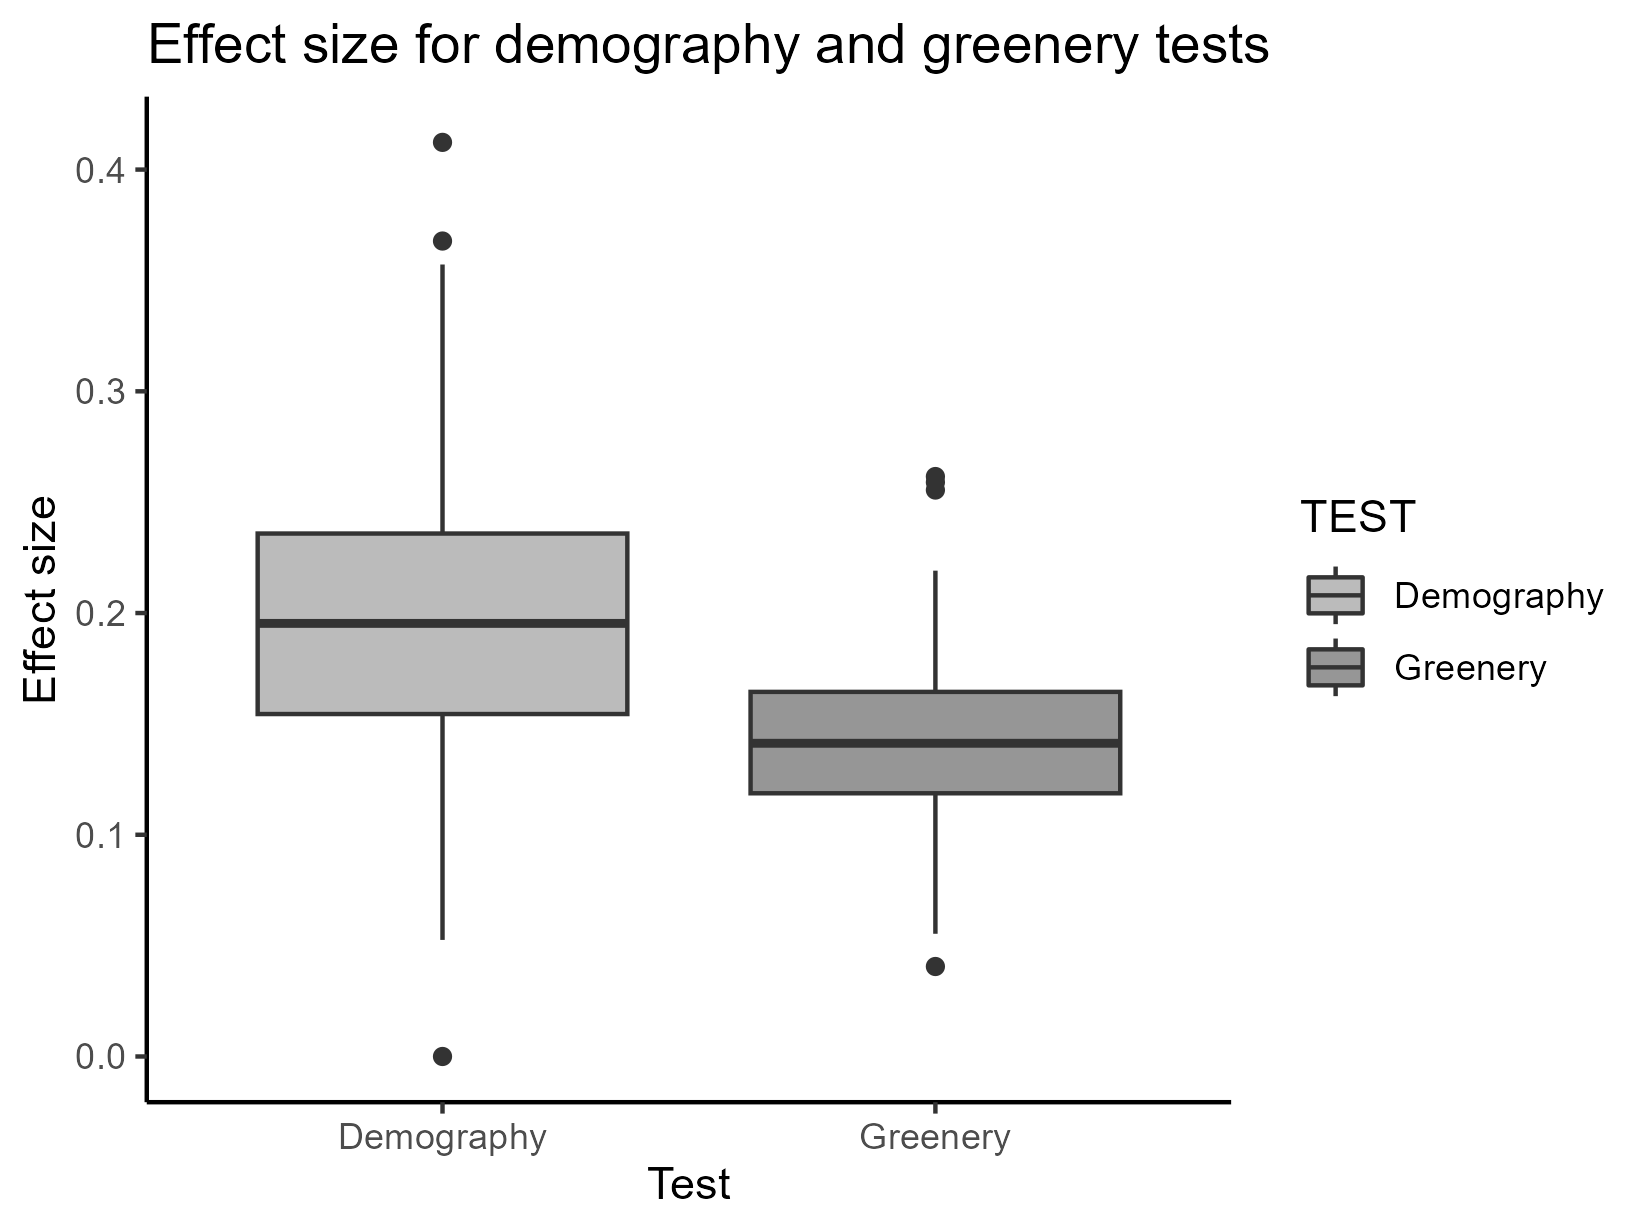 Effect size for demography and greenery tests
Effect size
0.4
0.3
0.2
0.1
0.0
Demography
Greenery
Test
TEST
Demography
Greenery